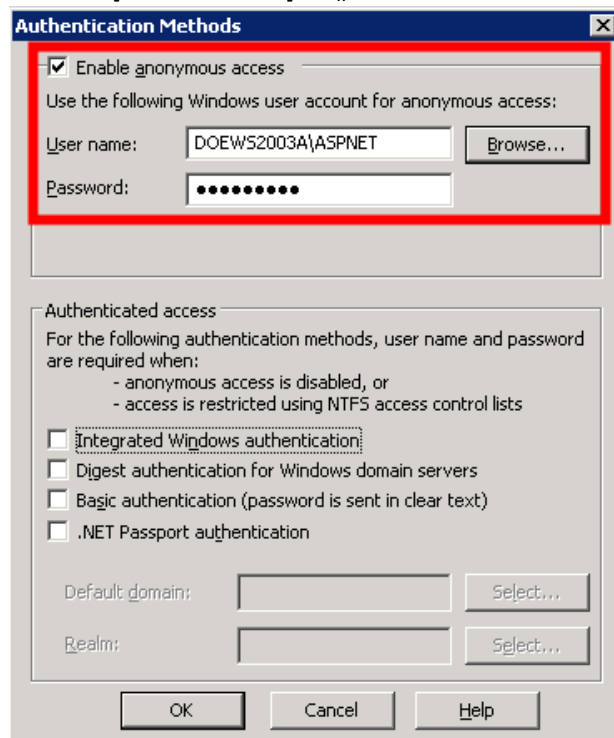 Authentication Methods
Enable anonymous access
Use the following Windows user account for anonymous access:
User name: DOEWS2003A\ASPNET Browse...
Password: •••••••••
Authenticated access
For the following authentication methods, user name and password
are required when:
- anonymous access is disabled, or
- access is restricted using NTFS access control lists
Integrated Windows authentication
Digest authentication for Windows domain servers
Basic authentication (password is sent in clear text)
.NET Passport authentication
Default domain: Select...
Realm: Select...
OK Cancel Help